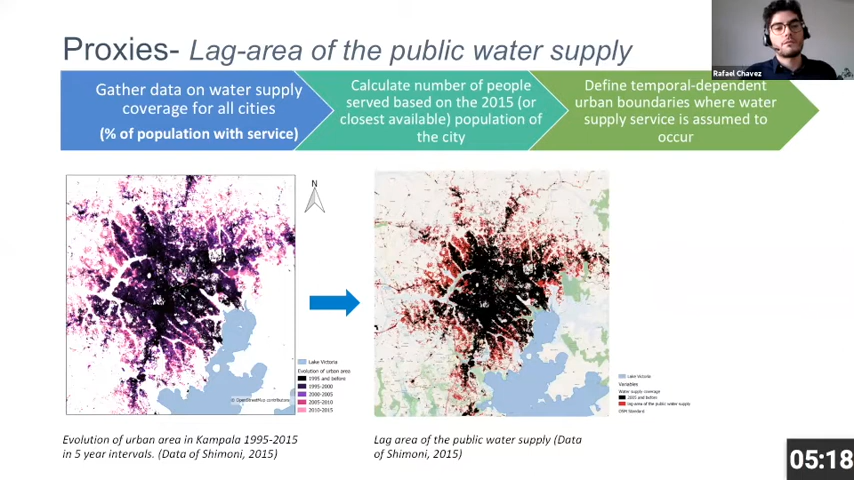 Proxies- Lag-area of the public water supply
Rafael Chavez
Gather data on water supply
coverage for all cities
(% of population with service)
Calculate number of people
served based on the 2015 (or
closest available) population of
the city
Define temporal-dependent
urban boundaries where water
supply service is assumed to
occur
N
Lake Victoria
Evolution of urban area
1995 and before
1995-2000
2000-2005
2005-2010
2010-2015
© OpenStreetMap contributors
Lake Victoria
Variables
Water supply coverage
2005 and before
lag area of the public water supply
OSM Standard
Evolution of urban area in Kampala 1995-2015
in 5 year intervals. (Data of Shimoni, 2015)
Lag area of the public water supply (Data
of Shimoni, 2015)
05:18